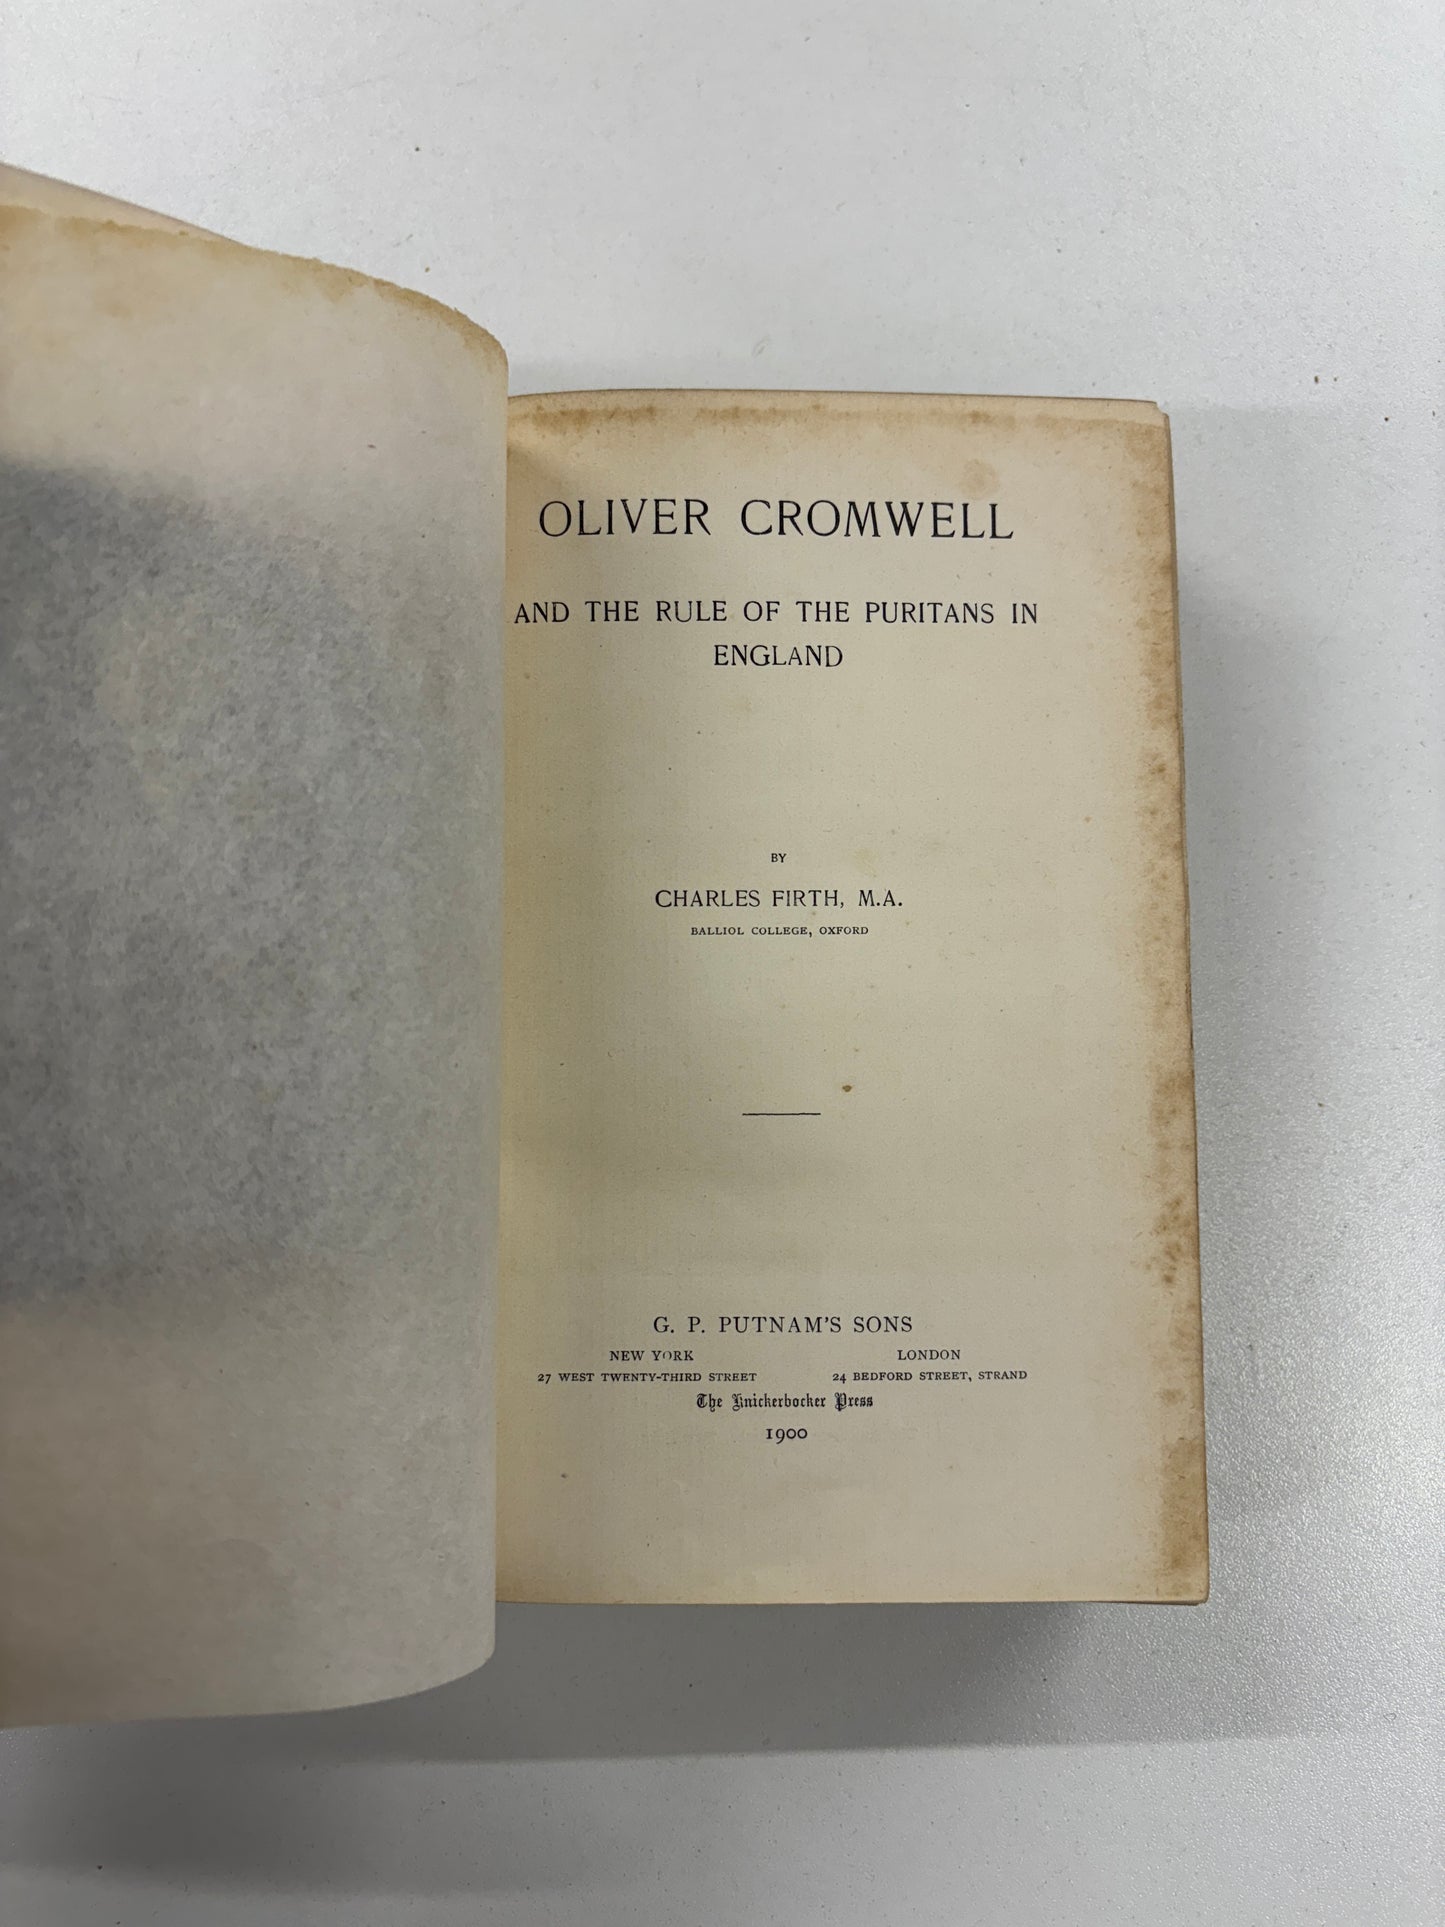 OLIVER CROMWELL
AND THE RULE OF THE PURITANS IN
ENGLAND
BY
CHARLES FIRTH, M.A.
BALLIOL COLLEGE, OXFORD
G. P. PUTNAM'S SONS
NEW YORK LONDON
27 WEST TWENTY-THIRD STREET 24 BEDFORD STREET, STRAND
The Knickerbocker Press
1900